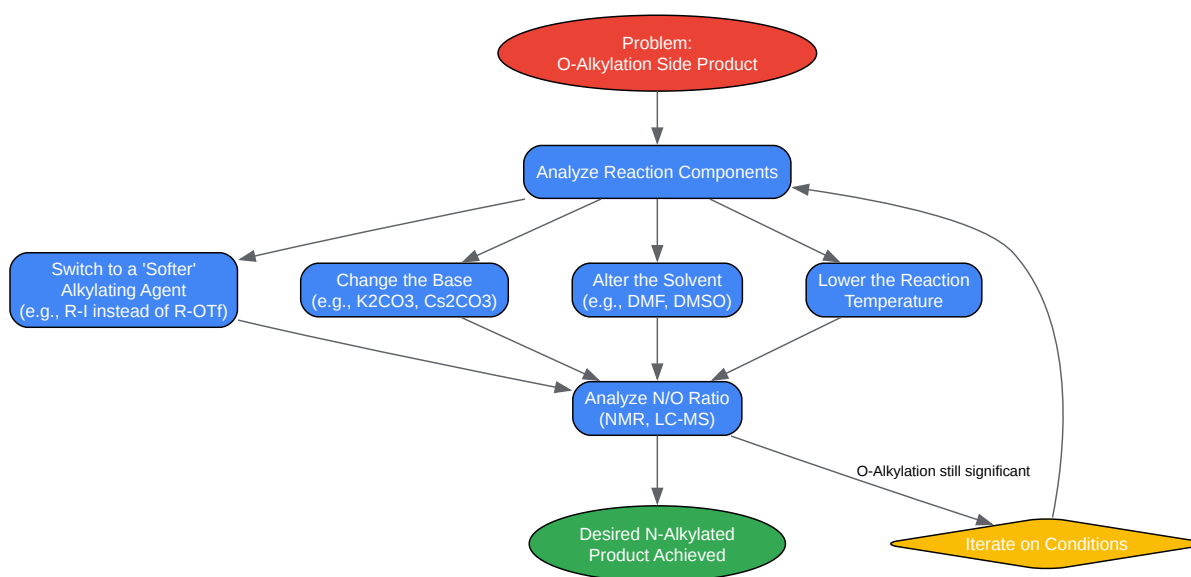 Problem:
O-Alkylation Side Product
Analyze Reaction Components
Switch to a 'Softer'
Alkylating Agent
(e.g., R-I instead of R-OTf)
Change the Base
(e.g., K2CO3, Cs2CO3)
Alter the Solvent
(e.g., DMF, DMSO)
Lower the Reaction
Temperature
Analyze N/O Ratio
(NMR, LC-MS)
O-Alkylation still significant
Desired N-Alkylated
Product Achieved
Iterate on Conditions